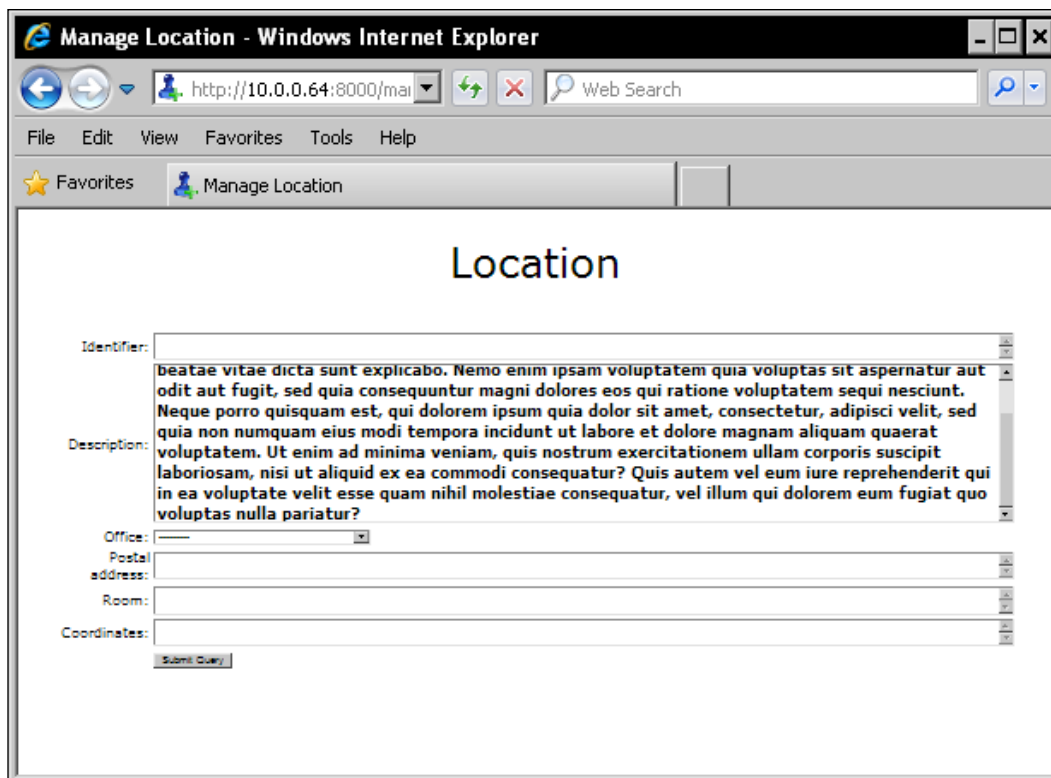 Manage Location - Windows Internet Explorer
http://10.0.0.64:8000/mai
Web Search
File Edit View Favorites Tools Help
Favorites
Manage Location
Location
Identifier:
beatae vitae dicta sunt explicabo. Nemo enim ipsam voluptatem quia voluptas sit aspernatur aut
odit aut fugit, sed quia consequuntur magni dolores eos qui ratione voluptatem sequi nesciunt.
Neque porro quisquam est, qui dolorem ipsum quia dolor sit amet, consectetur, adipisci velit, sed
quia non numquam eius modi tempora incidunt ut labore et dolore magnam aliquam quaerat
Description:
voluptatem. Ut enim ad minima veniam, quis nostrum exercitationem ullam corporis suscipit
laboriosam, nisi ut aliquid ex ea commodi consequatur? Quis autem vel eum iure reprehenderit qui
in ea voluptate velit esse quam nihil molestiae consequatur, vel illum qui dolorem eum fugiat quo
voluptas nulla pariatur?
Office: --------
Postal
address:
Room:
Coordinates:
Submit Query